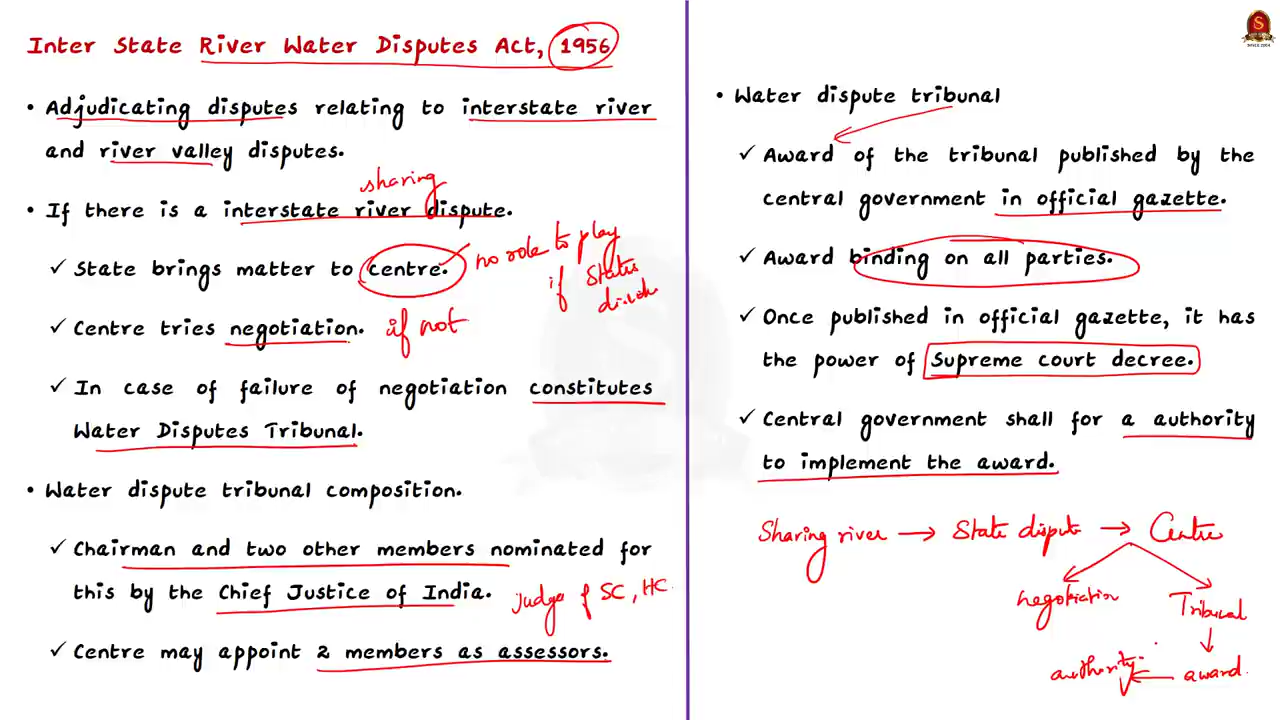 Inter State River Water Disputes Act, 1956
• Adjudicating disputes relating to interstate river
and river valley disputes.
sharing
• If there is a interstate river dispute.
✓ State brings matter to centre.
no role to play
if States
✓ Centre tries negotiation. if not
✓ In case of failure of negotiation constitutes
Water Disputes Tribunal.
• Water dispute tribunal composition.
✓ Chairman and two other members nominated for
this by the Chief Justice of India.
Judge of SC, HC.
✓ Centre may appoint 2 members as assessors.
• Water dispute tribunal
✓ Award of the tribunal published by the
central government in official gazette.
✓ Award binding on all parties.
✓ Once published in official gazette, it has
the power of Supreme court decree.
✓ Central government shall for a authority
to implement the award.
Sharing river → State disput → Centre
negotiation
Tribunal
authority.
award.